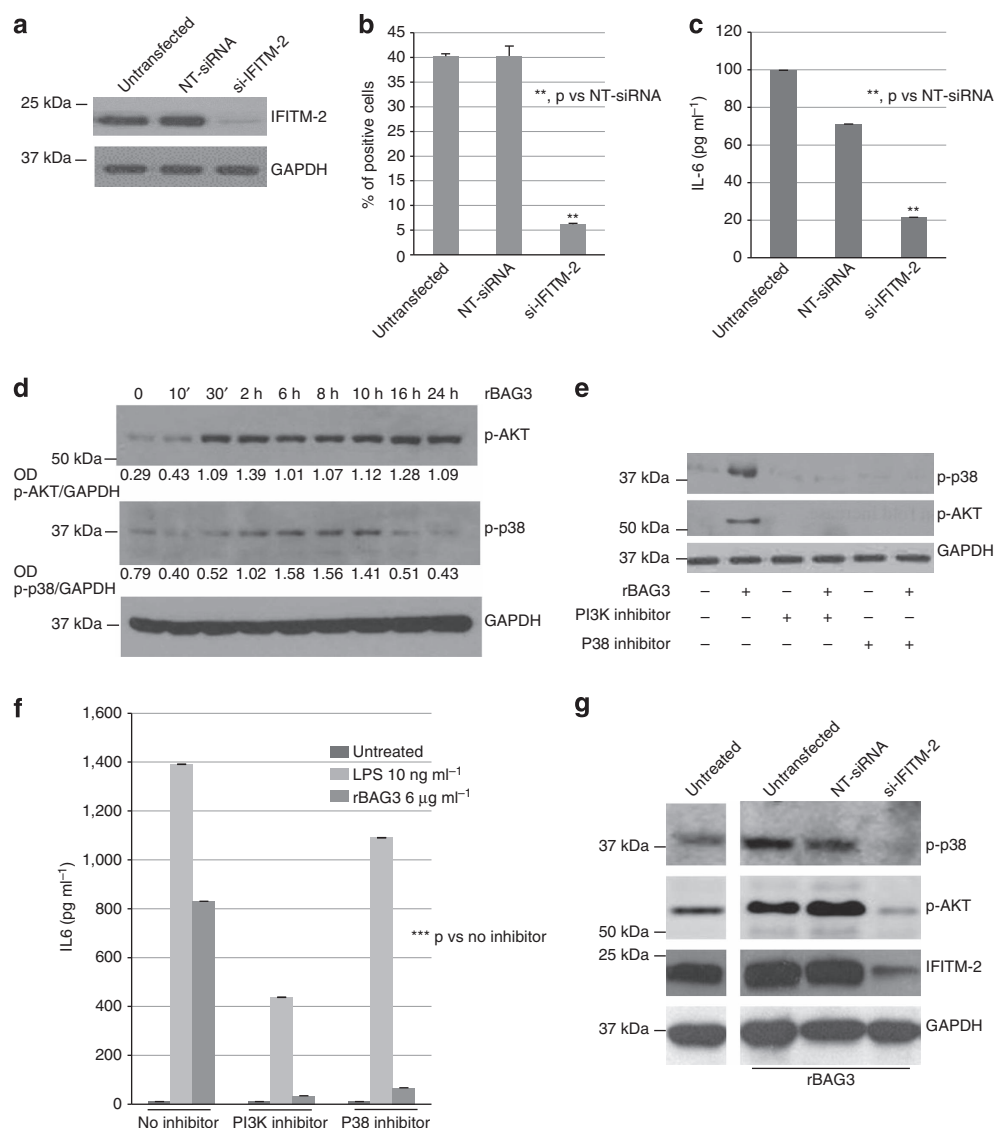 a
Untransfected
NT-siRNA
si-IFITM-2
25 kDa
IFITM-2
37 kDa
GAPDH
b
45
40
35
30
25
20
15
10
5
0
% of positive cells
**, p vs NT-siRNA
**
Untransfected
NT-siRNA
si-IFITM-2
c
120
100
80
60
40
20
0
IL-6 (pg ml⁻¹)
**, p vs NT-siRNA
**
Untransfected
NT-siRNA
si-IFITM-2
d
0 10′ 30′ 2 h 6 h 8 h 10 h 16 h 24 h rBAG3
p-AKT
50 kDa
OD 0.29 0.43 1.09 1.39 1.01 1.07 1.12 1.28 1.09
p-AKT/GAPDH
37 kDa
p-p38
OD 0.79 0.40 0.52 1.02 1.58 1.56 1.41 0.51 0.43
p-p38/GAPDH
37 kDa
GAPDH
e
37 kDa
p-p38
50 kDa
p-AKT
37 kDa
GAPDH
rBAG3 – + – + – +
PI3K inhibitor – – + + – –
P38 inhibitor – – – – + +
f
1,600
1,400
1,200
1,000
800
600
400
200
0
IL6 (pg ml⁻¹)
Untreated
LPS 10 ng ml⁻¹
rBAG3 6 µg ml⁻¹
*** p vs no inhibitor
No inhibitor
PI3K inhibitor
P38 inhibitor
g
Untreated
Untransfected
NT-siRNA
si-IFITM-2
37 kDa
p-p38
p-AKT
50 kDa
25 kDa
IFITM-2
37 kDa
GAPDH
rBAG3